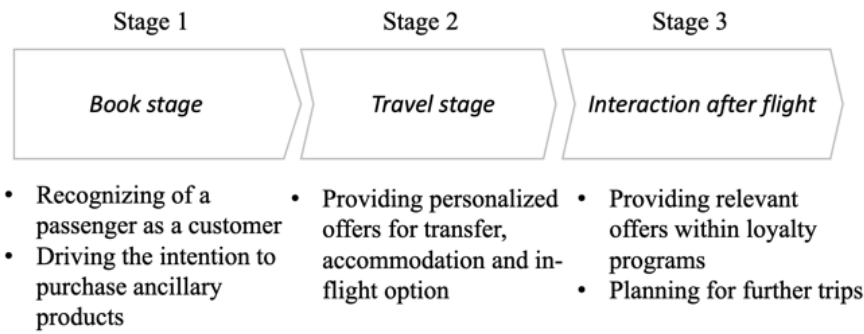 Stage 1
Stage 2
Stage 3
Book stage
Travel stage
Interaction after flight
• Recognizing of a
passenger as a customer
• Driving the intention to
purchase ancillary
products
• Providing personalized
offers for transfer,
accommodation and in-
flight option
• Providing relevant
offers within loyalty
programs
• Planning for further trips